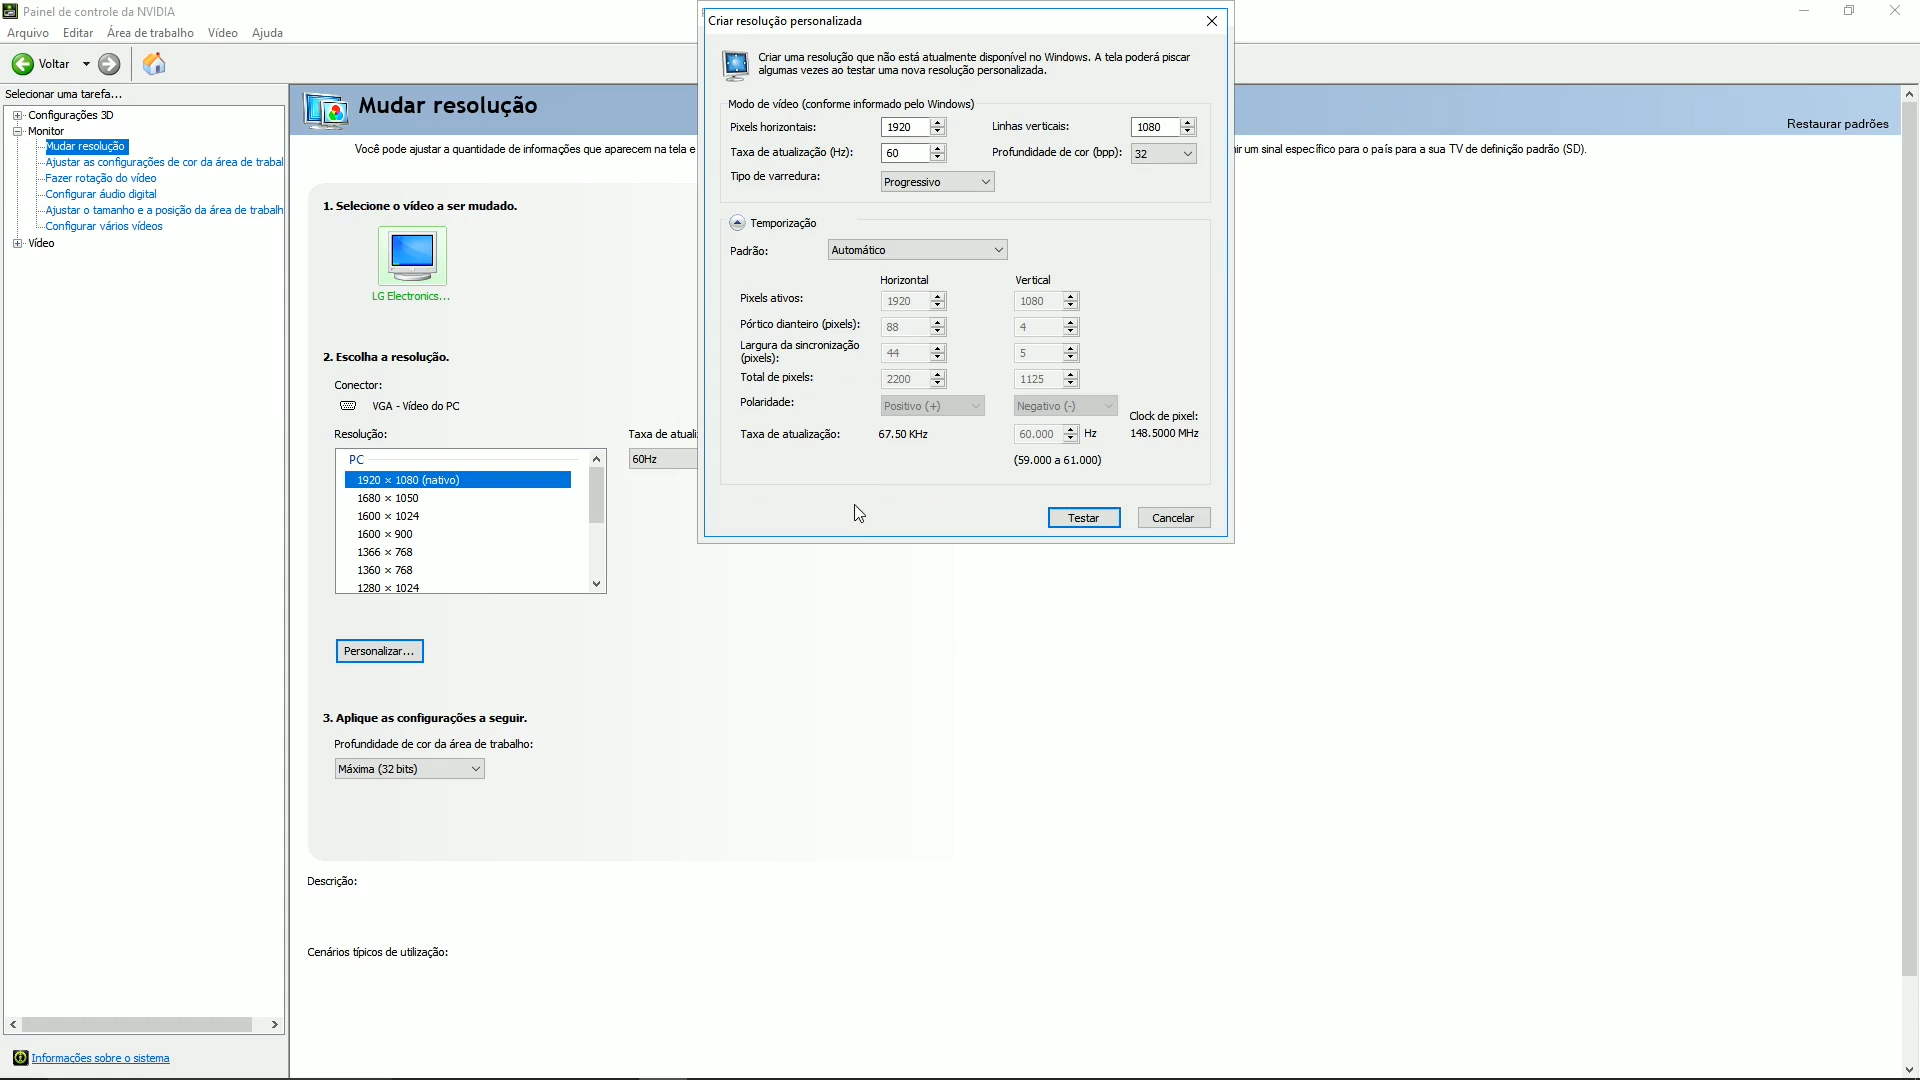 Painel de controle da NVIDIA
Arquivo Editar Área de trabalho Vídeo Ajuda
Voltar
Selecionar uma tarefa...
Configurações 3D
Monitor
Mudar resolução
Ajustar as configurações de cor da área de trabal
Fazer rotação do vídeo
Configurar áudio digital
Ajustar o tamanho e a posição da área de trabalh
Configurar vários vídeos
Vídeo
Informações sobre o sistema
Mudar resolução
Restaurar padrões
Você pode ajustar a quantidade de informações que aparecem na tela e
ir um sinal específico para o país para a sua TV de definição padrão (SD).
1. Selecione o vídeo a ser mudado.
LG Electronics...
2. Escolha a resolução.
Conector:
VGA - Vídeo do PC
Resolução:
Taxa de atuali
60Hz
PC
1920 × 1080 (nativo)
1680 × 1050
1600 × 1024
1600 × 900
1366 × 768
1360 × 768
1280 × 1024
Personalizar...
3. Aplique as configurações a seguir.
Profundidade de cor da área de trabalho:
Máxima (32 bits)
Descrição:
Cenários típicos de utilização:
Criar resolução personalizada
Criar uma resolução que não está atualmente disponível no Windows. A tela poderá piscar
algumas vezes ao testar uma nova resolução personalizada.
Modo de vídeo (conforme informado pelo Windows)
Pixels horizontais: 1920 Linhas verticais: 1080
Taxa de atualização (Hz): 60 Profundidade de cor (bpp): 32
Tipo de varredura: Progressivo
Temporização
Padrão: Automático
Horizontal Vertical
Pixels ativos: 1920 1080
Pórtico dianteiro (pixels): 88 4
Largura da sincronização
(pixels): 44 5
Total de pixels: 2200 1125
Polaridade: Positivo (+) Negativo (-)
Clock de pixel:
Taxa de atualização: 67.50 KHz 60.000 Hz 148.5000 MHz
(59.000 a 61.000)
Testar Cancelar